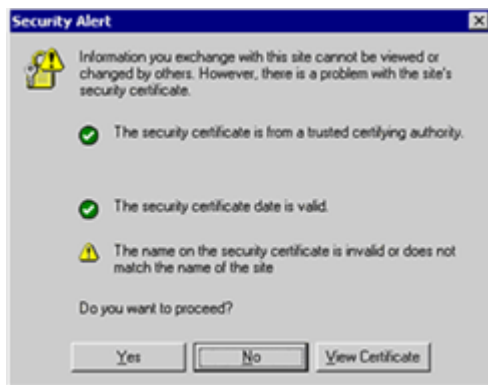 Security Alert
Information you exchange with this site cannot be viewed or
changed by others. However, there is a problem with the site's
security certificate.
The security certificate is from a trusted certifying authority.
The security certificate date is valid.
The name on the security certificate is invalid or does not
match the name of the site
Do you want to proceed?
Yes
No
View Certificate